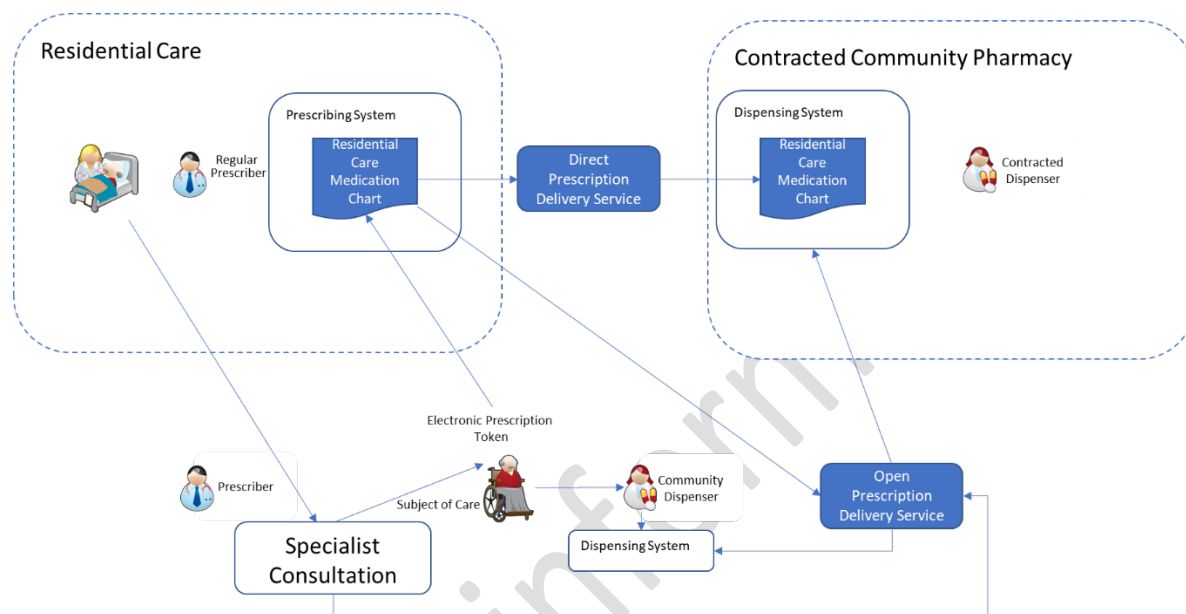 Residential Care
Contracted Community Pharmacy
Prescribing System
Residential
Care
Medication
Chart
Regular
Prescriber
Direct
Prescription
Delivery Service
Dispensing System
Residential
Care
Medication
Chart
Contracted
Dispenser
Electronic Prescription
Token
Prescriber
Subject of Care
Community
Dispenser
Open
Prescription
Delivery Service
Specialist
Consultation
Dispensing System